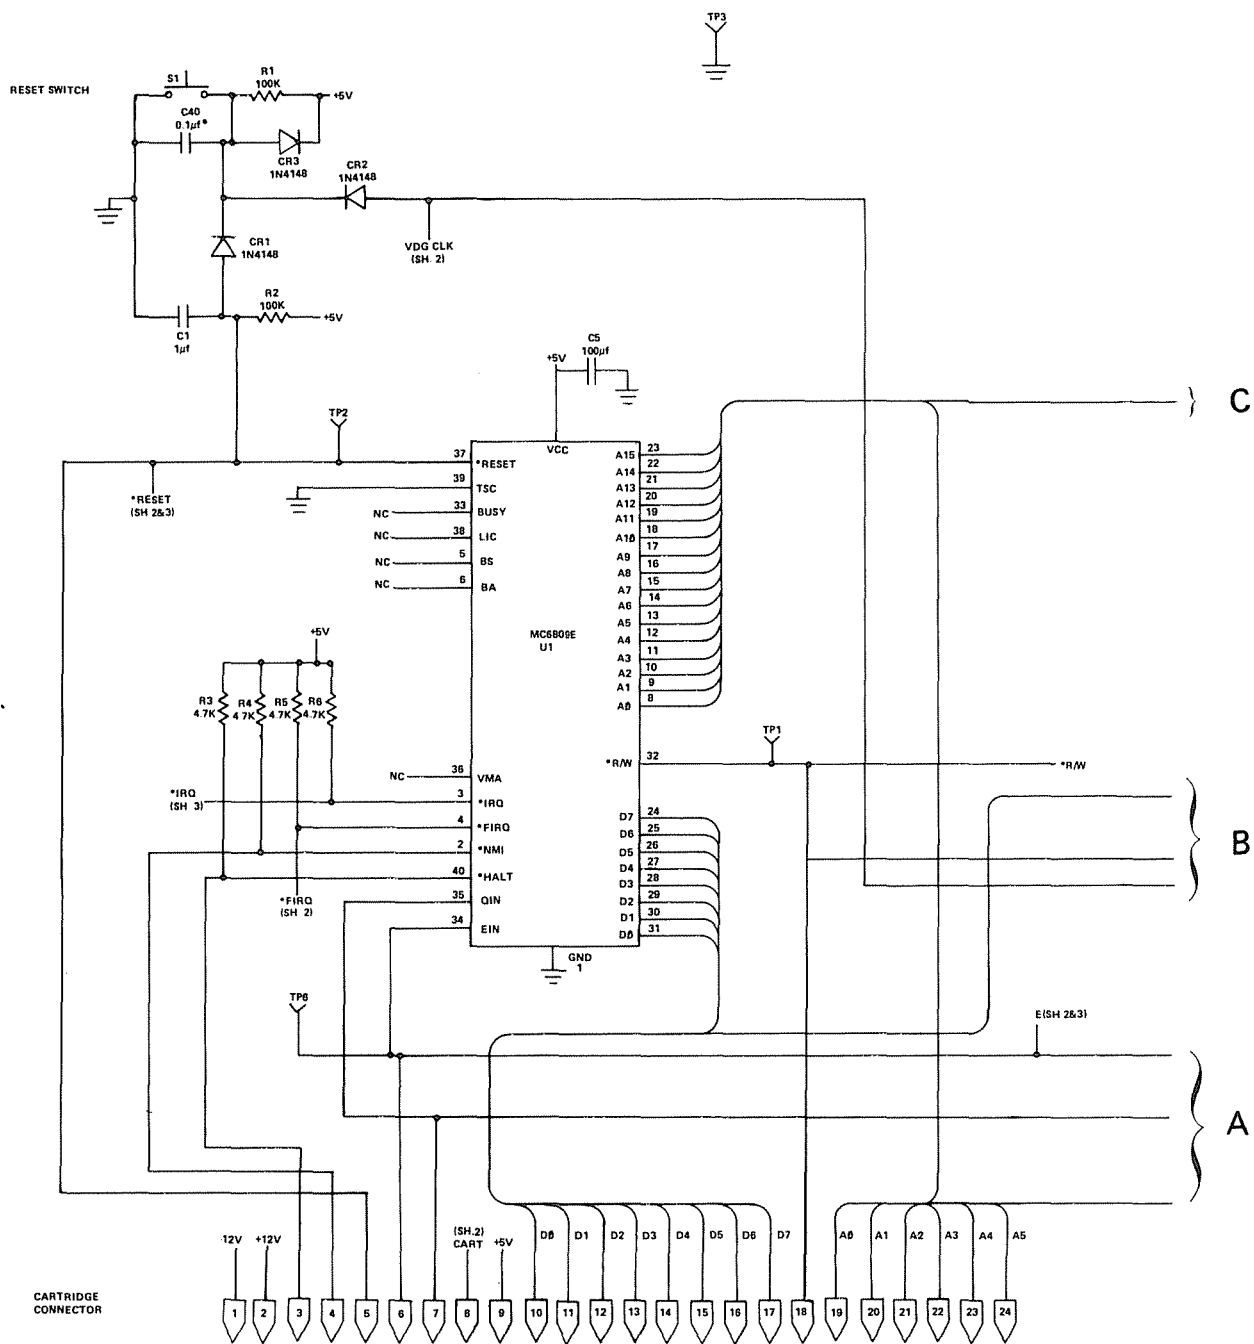 TP3
RESET SWITCH
S1
R1
100K
+5V
C40
0.1µf*
CR3
1N4148
CR2
1N4148
CR1
1N4148
VDG CLK
(SH. 2)
R2
100K
+5V
C1
1µf
+5V
C5
100µf
C
TP2
VCC
37 *RESET
39 TSC
NC 33 BUSY
NC 38 LIC
NC 5 BS
NC 6 BA
*RESET
(SH 2&3)
A15 23
A14 22
A13 21
A12 20
A11 19
A10 18
A9 17
A8 16
A7 15
A6 14
A5 13
A4 12
A3 11
A2 10
A1 9
A0 8
MC6809E
U1
+5V
R3
4.7K
R4
4.7K
R5
4.7K
R6
4.7K
TP1
*R/W 32
*R/W
NC 36 VMA
*IRQ
(SH 3)
3 *IRQ
4 *FIRQ
2 *NMI
40 *HALT
35 QIN
34 EIN
*FIRQ
(SH 2)
D7 24
D6 25
D5 26
D4 27
D3 28
D2 29
D1 30
D0 31
B
GND
1
TP6
E(SH 2&3)
A
12V
+12V
(SH.2)
CART
+5V
D0 D1 D2 D3 D4 D5 D6 D7
A0 A1 A2 A3 A4 A5
CARTRIDGE
CONNECTOR
1 2 3 4 5 6 7 8 9 10 11 12 13 14 15 16 17 18 19 20 21 22 23 24